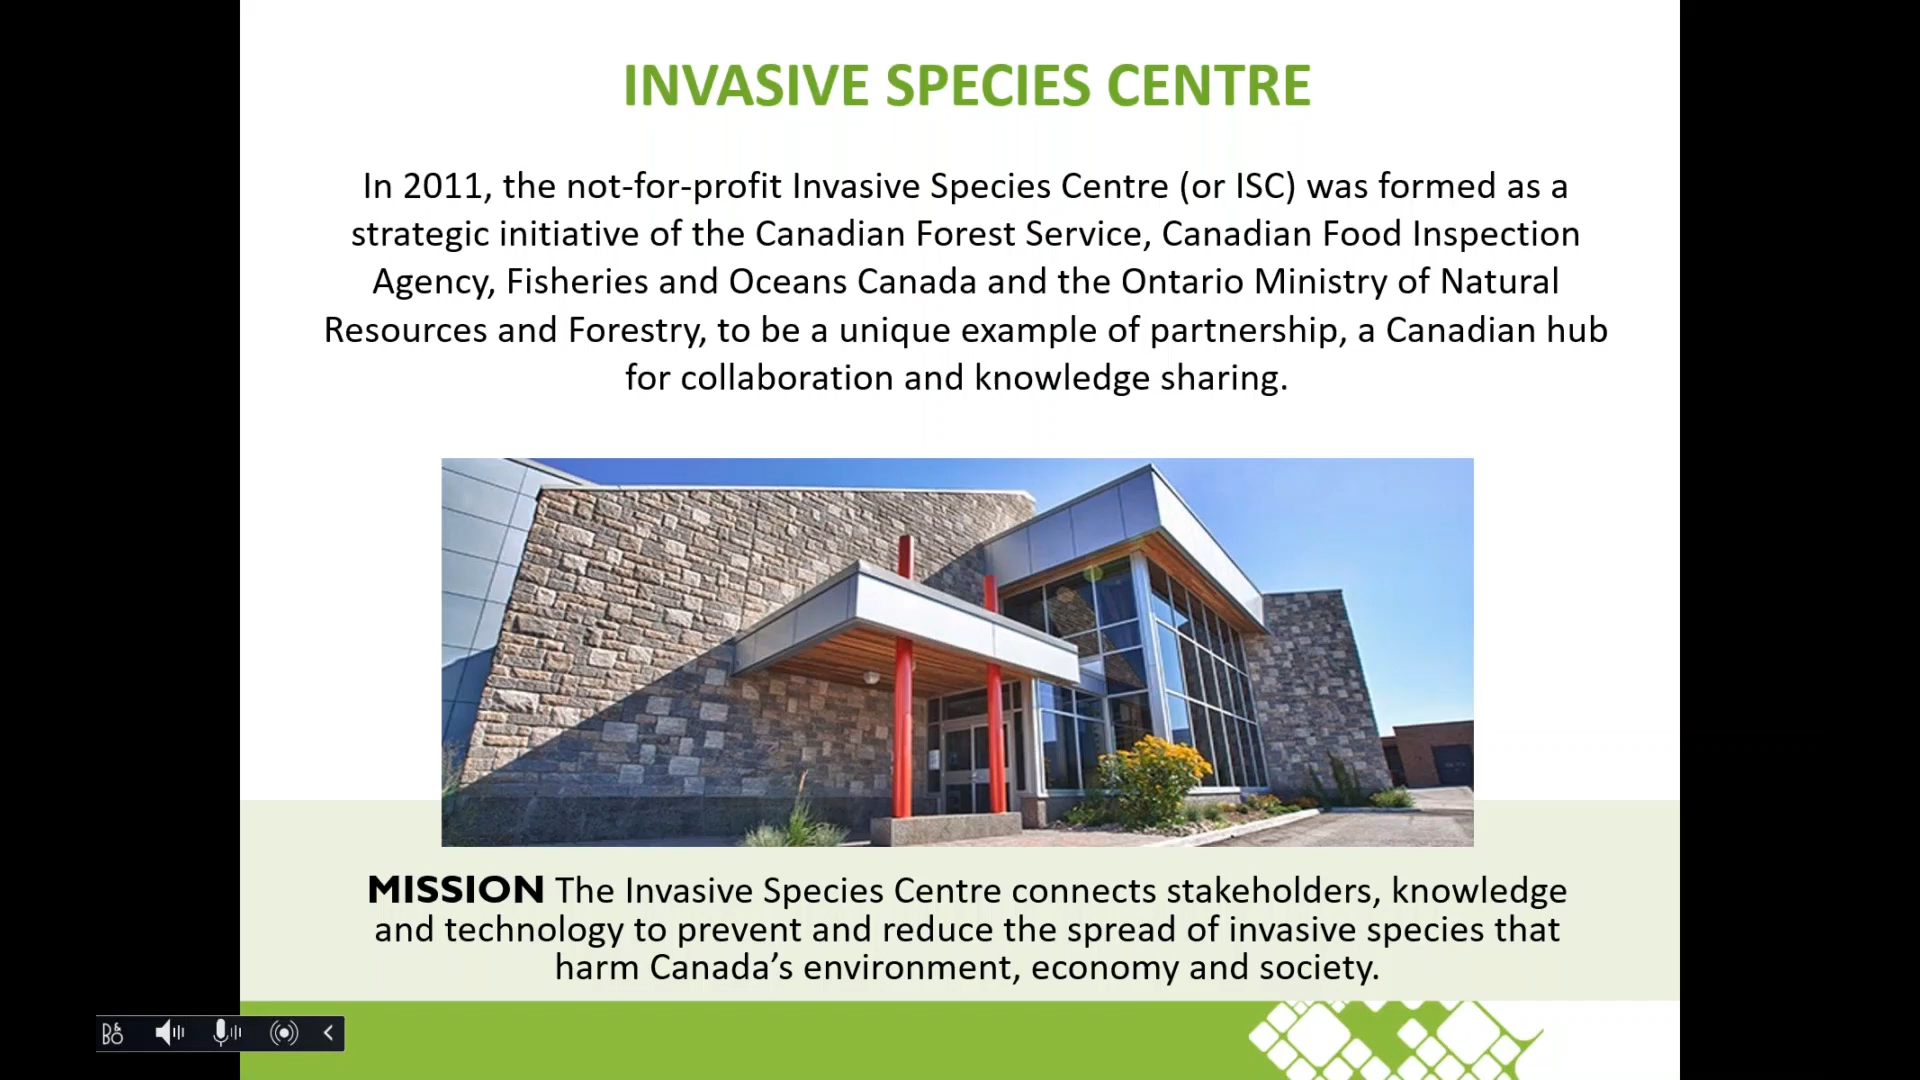 INVASIVE SPECIES CENTRE
In 2011, the not-for-profit Invasive Species Centre (or ISC) was formed as a
strategic initiative of the Canadian Forest Service, Canadian Food Inspection
Agency, Fisheries and Oceans Canada and the Ontario Ministry of Natural
Resources and Forestry, to be a unique example of partnership, a Canadian hub
for collaboration and knowledge sharing.
MISSION The Invasive Species Centre connects stakeholders, knowledge
and technology to prevent and reduce the spread of invasive species that
harm Canada’s environment, economy and society.
B&O